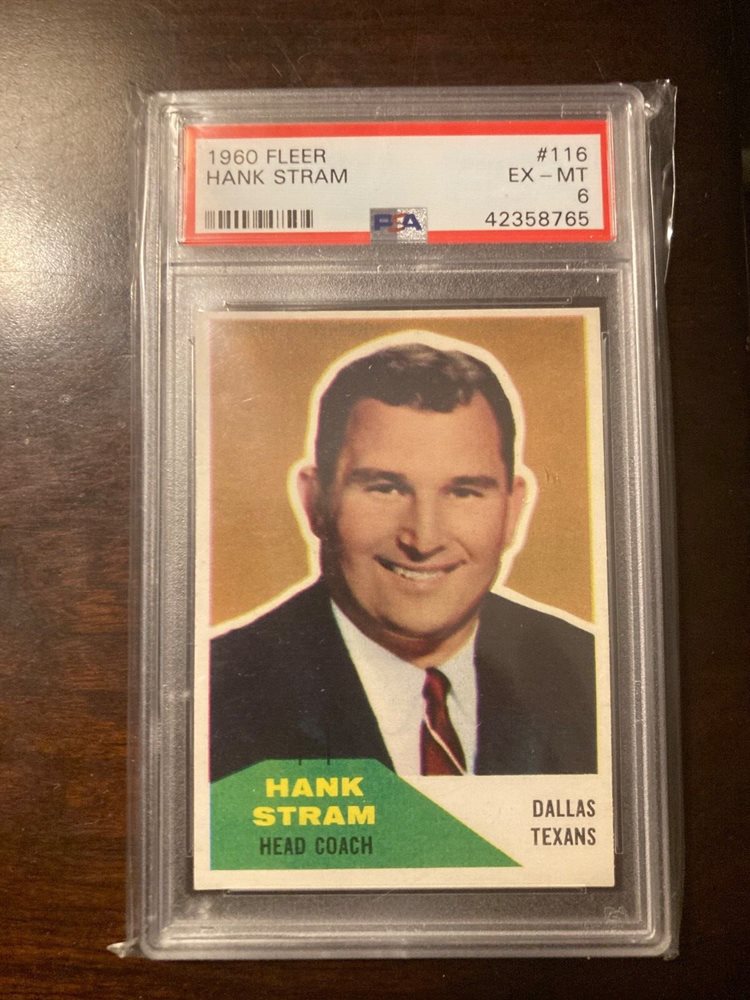 1960 FLEER #116
HANK STRAM EX - MT
6
PSA 42358765
HANK
STRAM
HEAD COACH
DALLAS
TEXANS